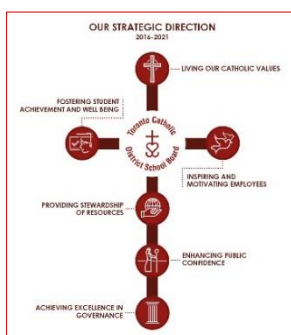 OUR STRATEGIC DIRECTION
2016-2021
LIVING OUR CATHOLIC VALUES
FOSTERING STUDENT
ACHIEVEMENT AND WELL BEING
Toronto Catholic
District School Board
INSPIRING AND
MOTIVATING EMPLOYEES
PROVIDING STEWARDSHIP
OF RESOURCES
ENHANCING PUBLIC
CONFIDENCE
ACHIEVING EXCELLENCE IN
GOVERNANCE